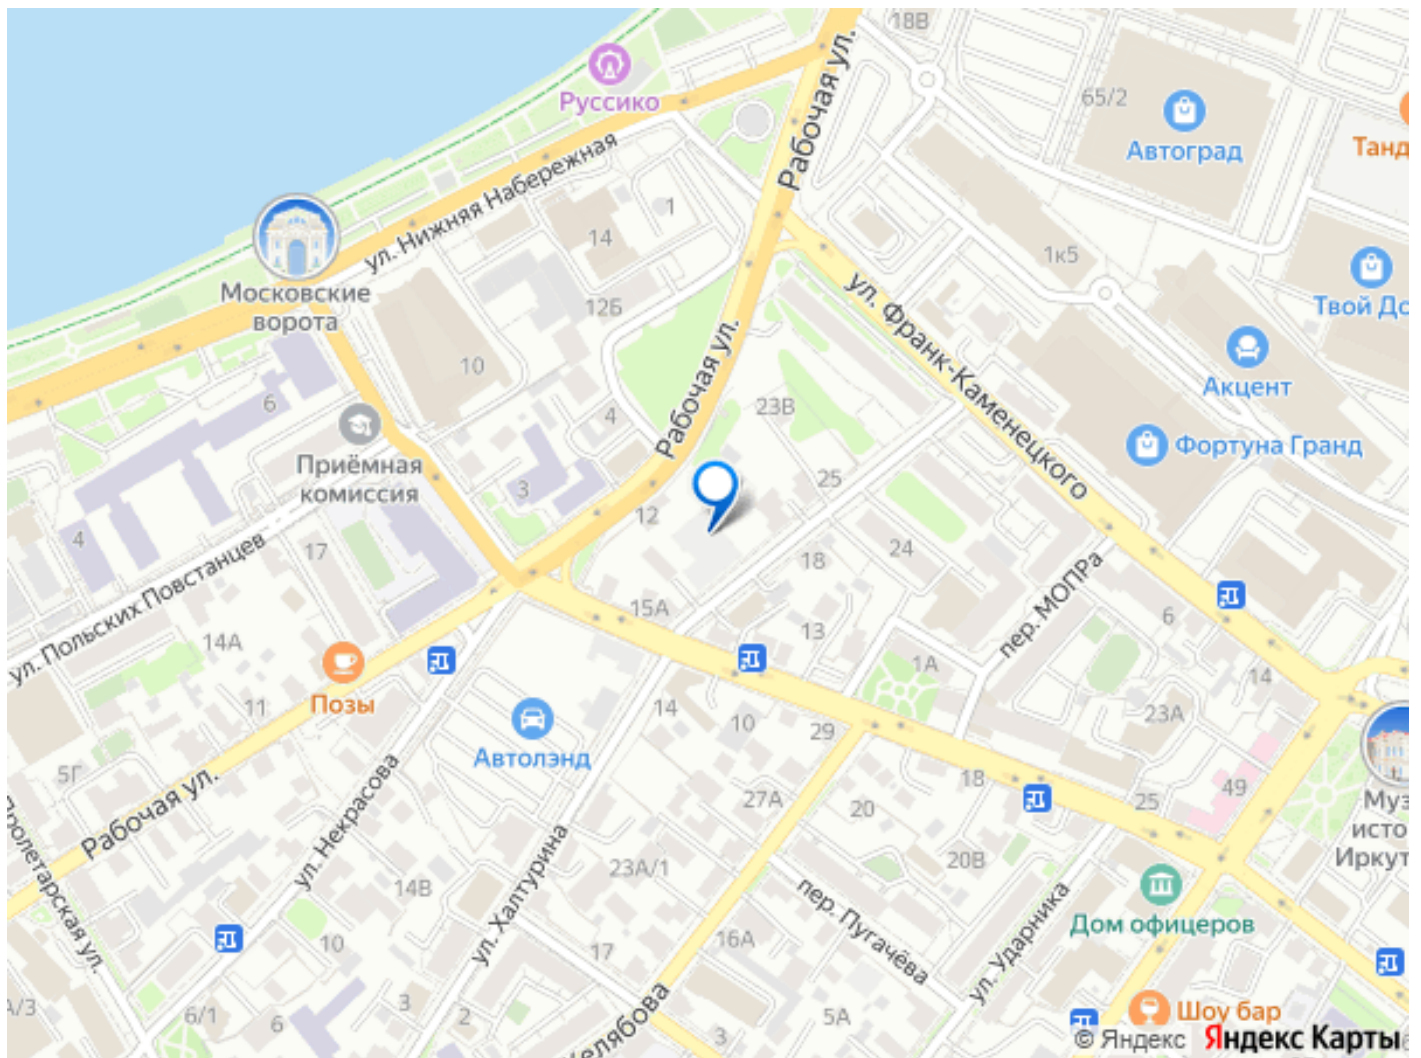 18В
Руссико
Рабочая ул.
65/2
Автоград
Танд
ул. Нижняя Набережная
1
14
1к5
Московские
ворота
12Б
ул. Франк-Каменецкого
Твой До
Рабочая ул.
10
Акцент
6
4
23В
Приёмная
комиссия
Фортуна Гранд
3
25
12
4
17
ул. Польских Повстанцев
24
18
пер. МОПРа
15А
13
6
14А
1А
14
Позы
11
14
10
29
23А
Автолэнд
5Г
18
49
Рабочая ул.
ул. Некрасова
27А
20
25
Муз
исто
Иркут
Пролетарская ул.
20В
23А/1
14В
ул. Халтурина
пер. Пугачёва
ул. Ударника
Дом офицеров
10
17
16А
А/3
6/1
6
3
2
Желябова
5А
Шоу бар
© Яндекс Яндекс Карты